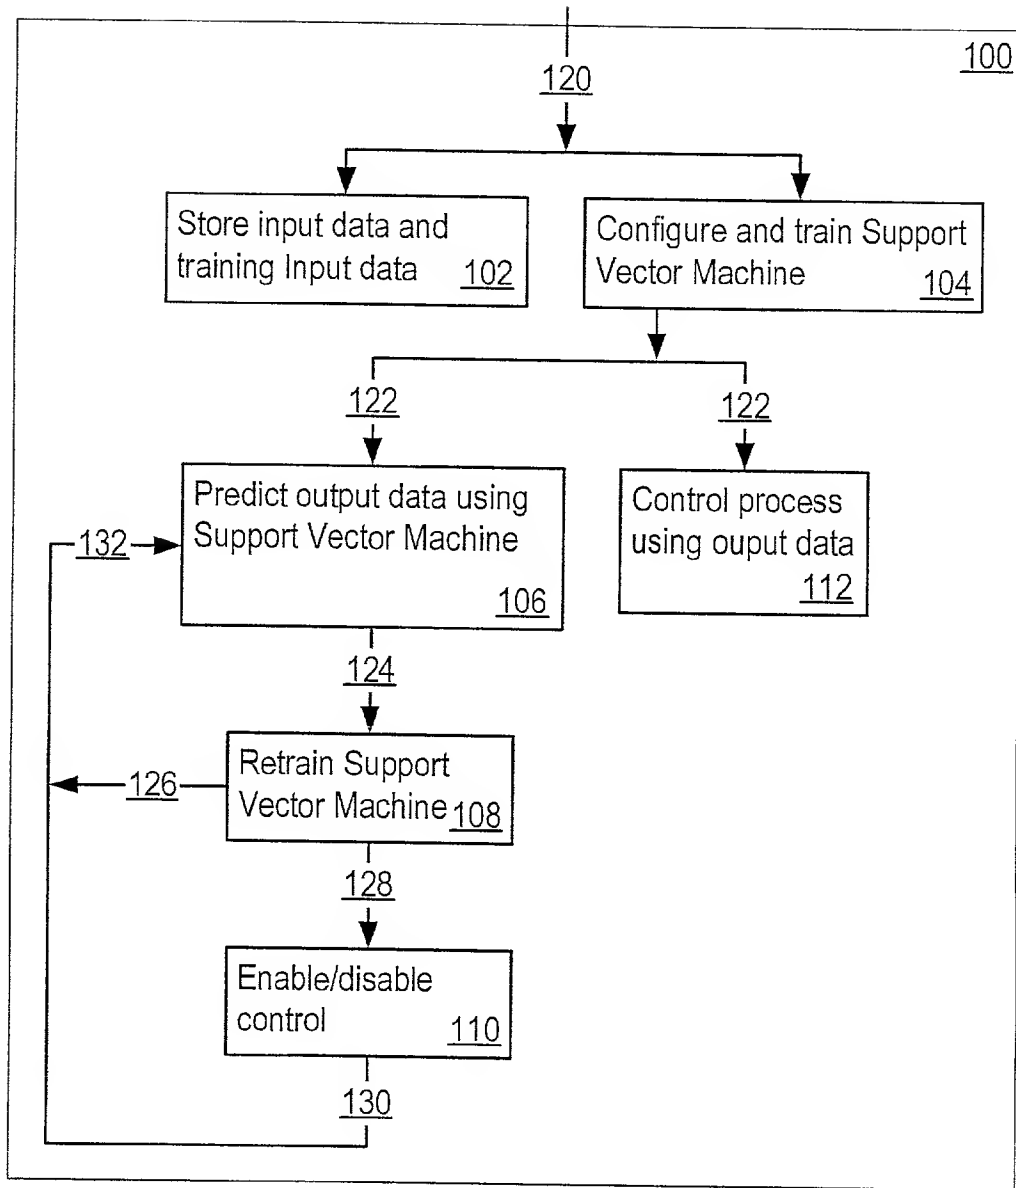 100
120
Store input data and
training Input data 102
Configure and train Support
Vector Machine 104
122
122
Predict output data using
Support Vector Machine
106
Control process
using ouput data
112
132
124
Retrain Support
Vector Machine 108
126
128
Enable/disable
control 110
130